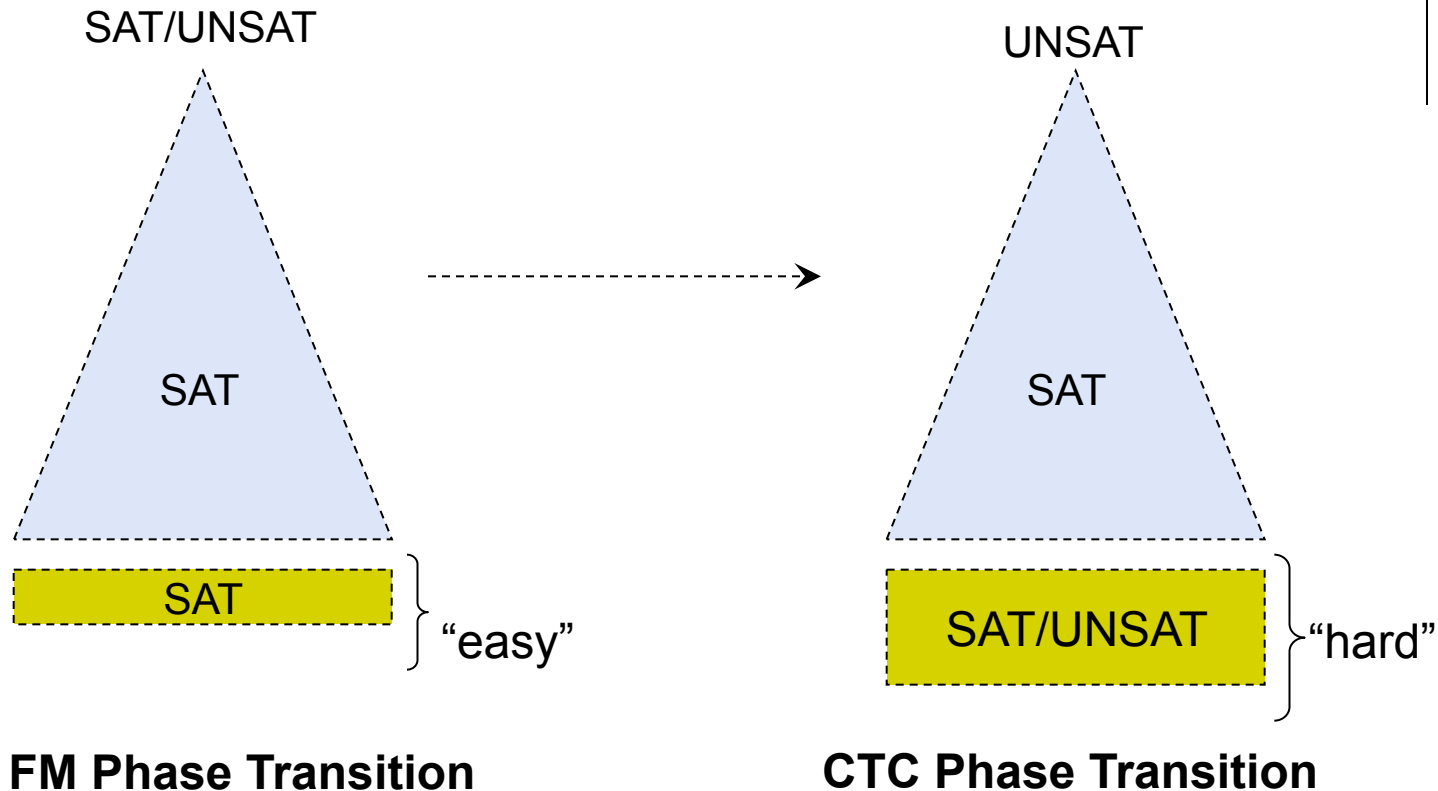 SAT/UNSAT
UNSAT
SAT
SAT
SAT
“easy”
SAT/UNSAT
“hard”
FM Phase Transition
CTC Phase Transition